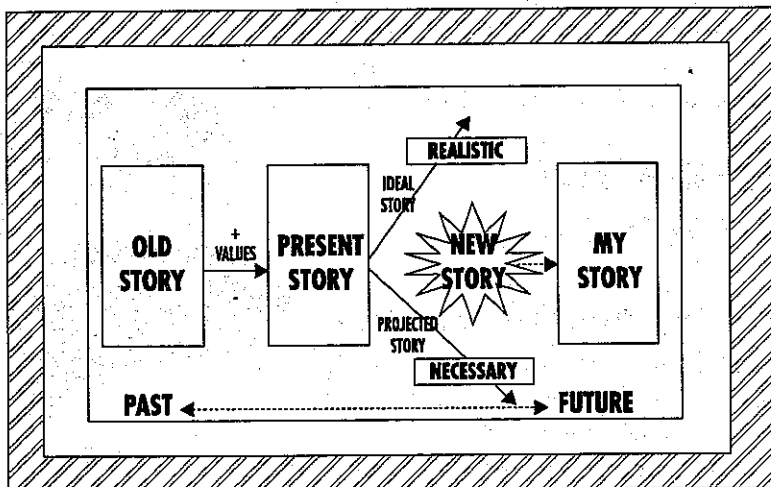 REALISTIC
IDEAL
STORY
OLD
STORY
+
VALUES
PRESENT
STORY
NEW
STORY
MY
STORY
PROJECTED
STORY
NECESSARY
PAST
FUTURE